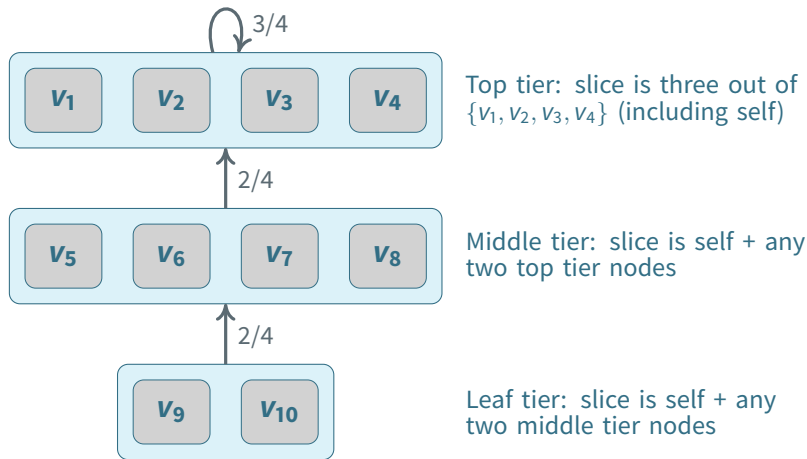 3/4
v₁ v₂ v₃ v₄
Top tier: slice is three out of
{v₁, v₂, v₃, v₄} (including self)
2/4
v₅ v₆ v₇ v₈
Middle tier: slice is self + any
two top tier nodes
2/4
v₉ v₁₀
Leaf tier: slice is self + any
two middle tier nodes